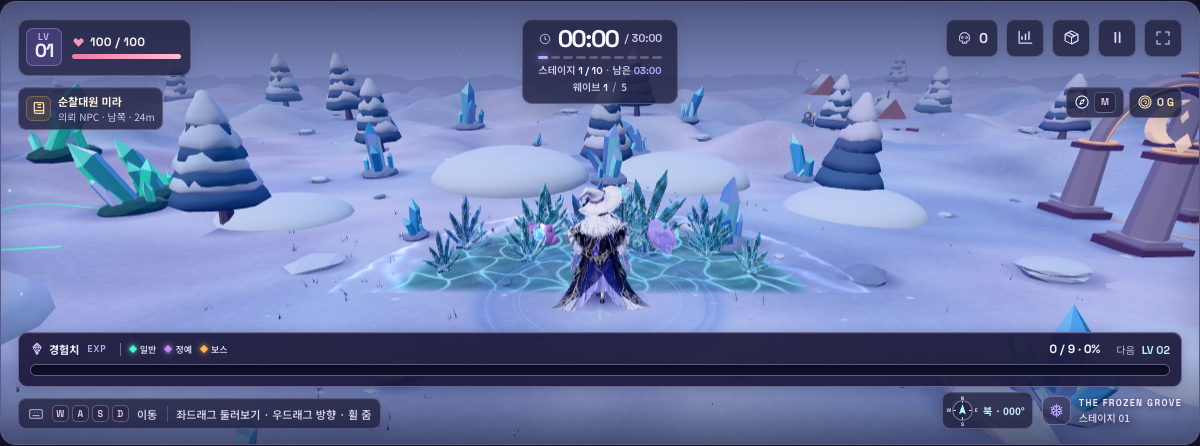 LV
01
100 / 100
순찰대원 미라
의뢰 NPC · 남쪽 · 24m
00:00 / 30:00
스테이지 1 / 10 · 남은 03:00
웨이브 1 / 5
0
M
0 G
경험치 EXP 일반 정예 보스
0 / 9 · 0% 다음 LV 02
W A S D 이동 좌드래그 둘러보기 · 우드래그 방향 · 휠 줌
N
W E
S
북 · 000°
THE FROZEN GROVE
스테이지 01